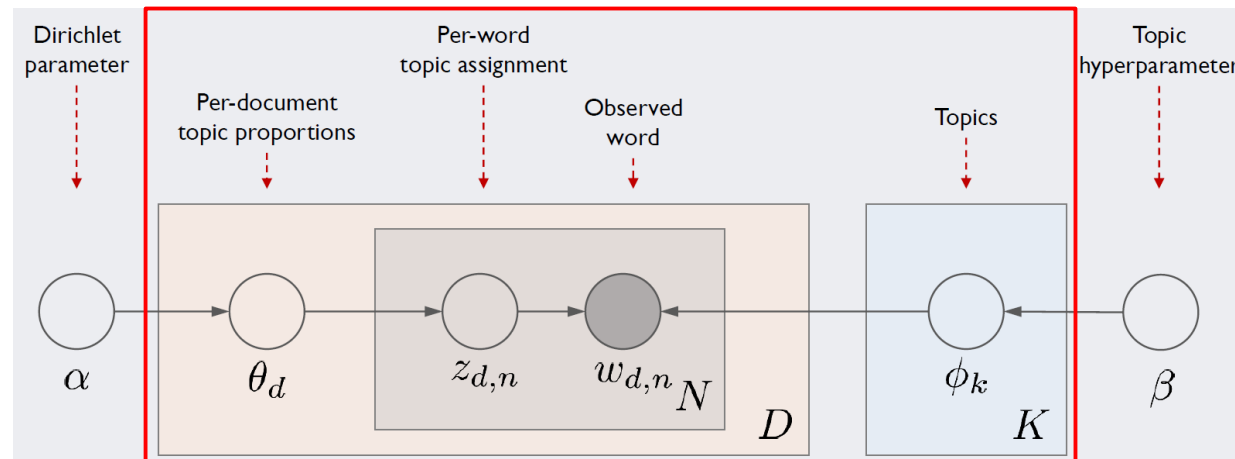 Dirichlet
parameter
Per-word
topic assignment
Topic
hyperparameter
Per-document
topic proportions
Observed
word
Topics
α
θ_d
z_{d,n}
w_{d,n}
N
D
ϕ_k
K
β